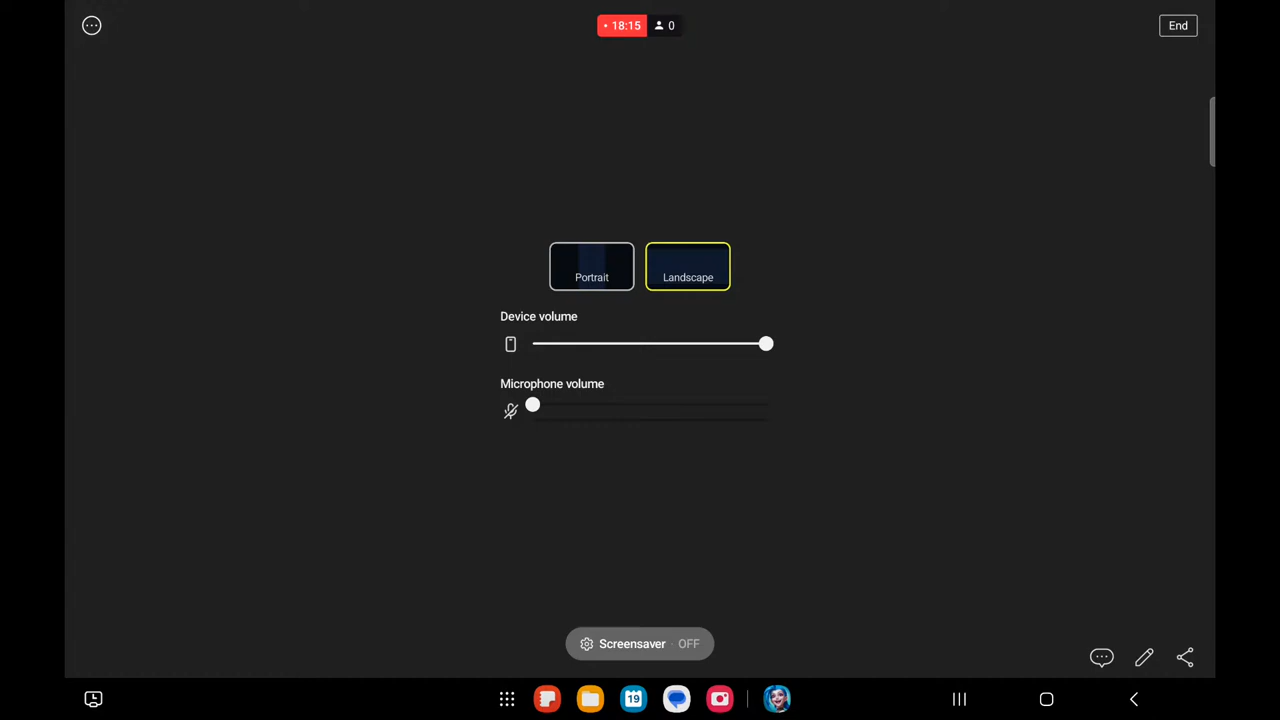 18:15
0
End
Portrait
Landscape
Device volume
Microphone volume
Screensaver · OFF
19